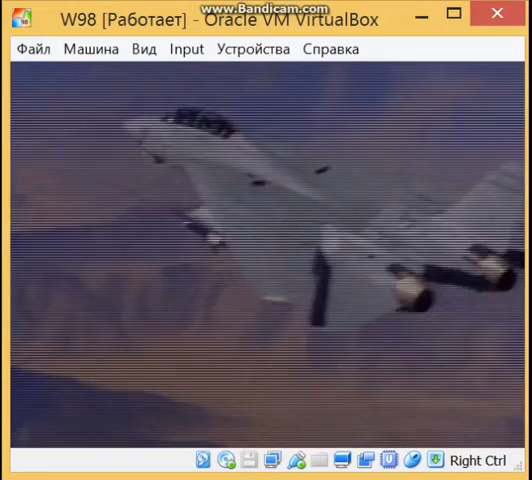 www.Bandicam.com
W98 [Работает] - Oracle VM VirtualBox
Файл Машина Вид Input Устройства Справка
Right Ctrl